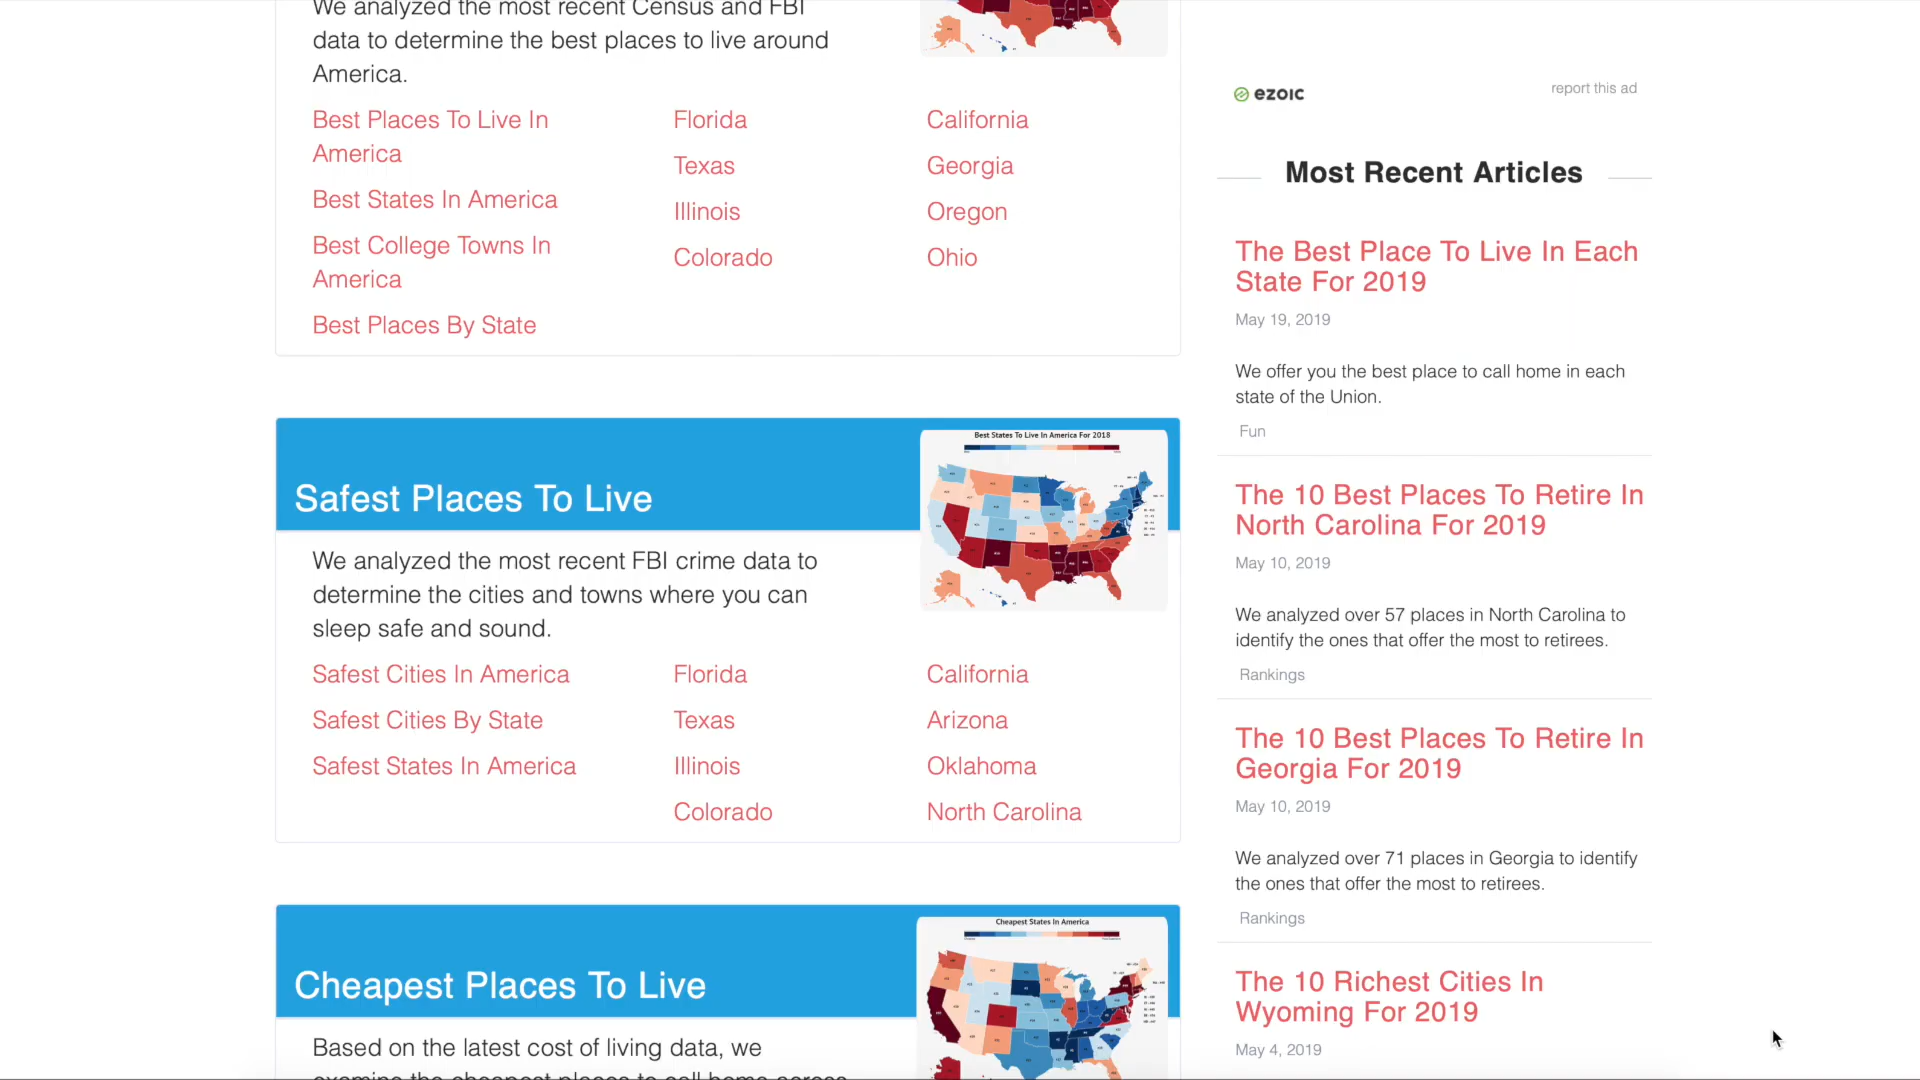 We analyzed the most recent Census and FBI
data to determine the best places to live around
America.
Best Places To Live In
America
Best States In America
Best College Towns In
America
Best Places By State
Florida
Texas
Illinois
Colorado
California
Georgia
Oregon
Ohio
Safest Places To Live
Best States To Live In America For 2018
We analyzed the most recent FBI crime data to
determine the cities and towns where you can
sleep safe and sound.
Safest Cities In America
Safest Cities By State
Safest States In America
Florida
Texas
Illinois
Colorado
California
Arizona
Oklahoma
North Carolina
Cheapest Places To Live
Cheapest States In America
Based on the latest cost of living data, we
examine the cheapest places to call home across
ezoic
report this ad
Most Recent Articles
The Best Place To Live In Each
State For 2019
May 19, 2019
We offer you the best place to call home in each
state of the Union.
Fun
The 10 Best Places To Retire In
North Carolina For 2019
May 10, 2019
We analyzed over 57 places in North Carolina to
identify the ones that offer the most to retirees.
Rankings
The 10 Best Places To Retire In
Georgia For 2019
May 10, 2019
We analyzed over 71 places in Georgia to identify
the ones that offer the most to retirees.
Rankings
The 10 Richest Cities In
Wyoming For 2019
May 4, 2019